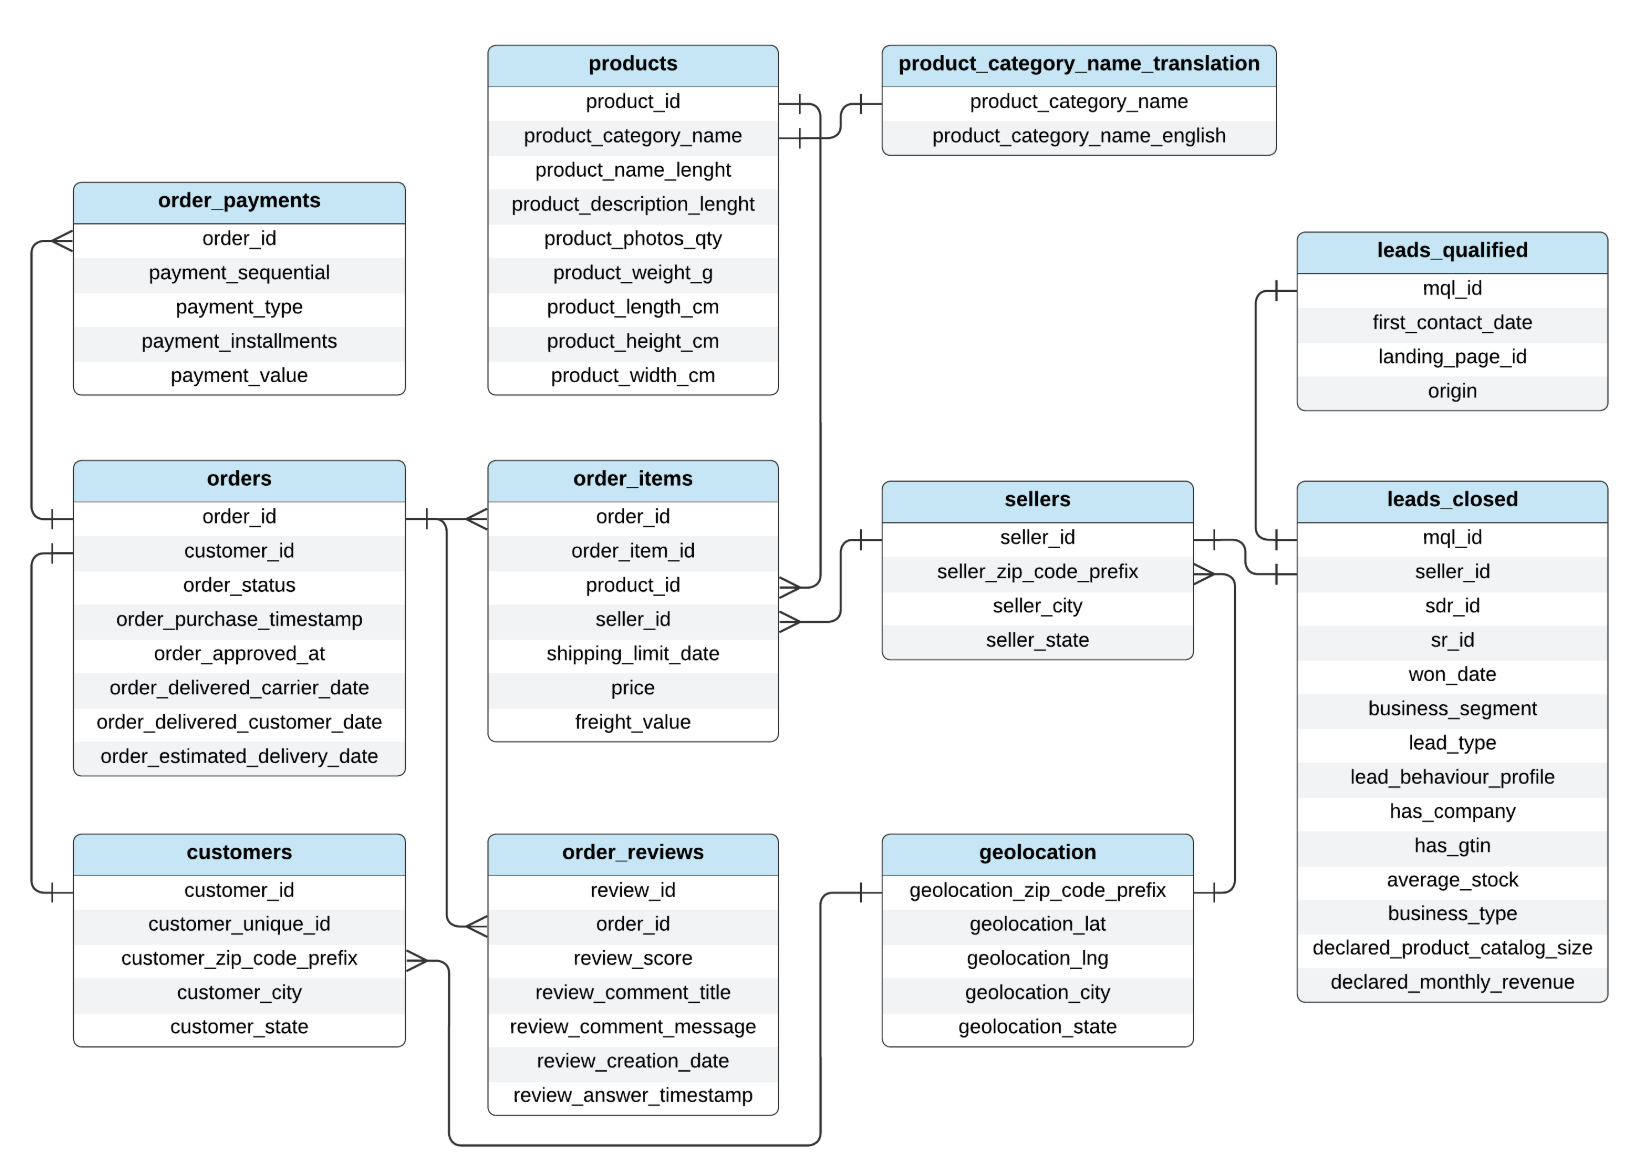 products
product_id
product_category_name
product_name_lenght
product_description_lenght
product_photos_qty
product_weight_g
product_length_cm
product_height_cm
product_width_cm
product_category_name_translation
product_category_name
product_category_name_english
order_payments
order_id
payment_sequential
payment_type
payment_installments
payment_value
leads_qualified
mql_id
first_contact_date
landing_page_id
origin
orders
order_id
customer_id
order_status
order_purchase_timestamp
order_approved_at
order_delivered_carrier_date
order_delivered_customer_date
order_estimated_delivery_date
order_items
order_id
order_item_id
product_id
seller_id
shipping_limit_date
price
freight_value
sellers
seller_id
seller_zip_code_prefix
seller_city
seller_state
leads_closed
mql_id
seller_id
sdr_id
sr_id
won_date
business_segment
lead_type
lead_behaviour_profile
has_company
has_gtin
average_stock
business_type
declared_product_catalog_size
declared_monthly_revenue
customers
customer_id
customer_unique_id
customer_zip_code_prefix
customer_city
customer_state
order_reviews
review_id
order_id
review_score
review_comment_title
review_comment_message
review_creation_date
review_answer_timestamp
geolocation
geolocation_zip_code_prefix
geolocation_lat
geolocation_lng
geolocation_city
geolocation_state